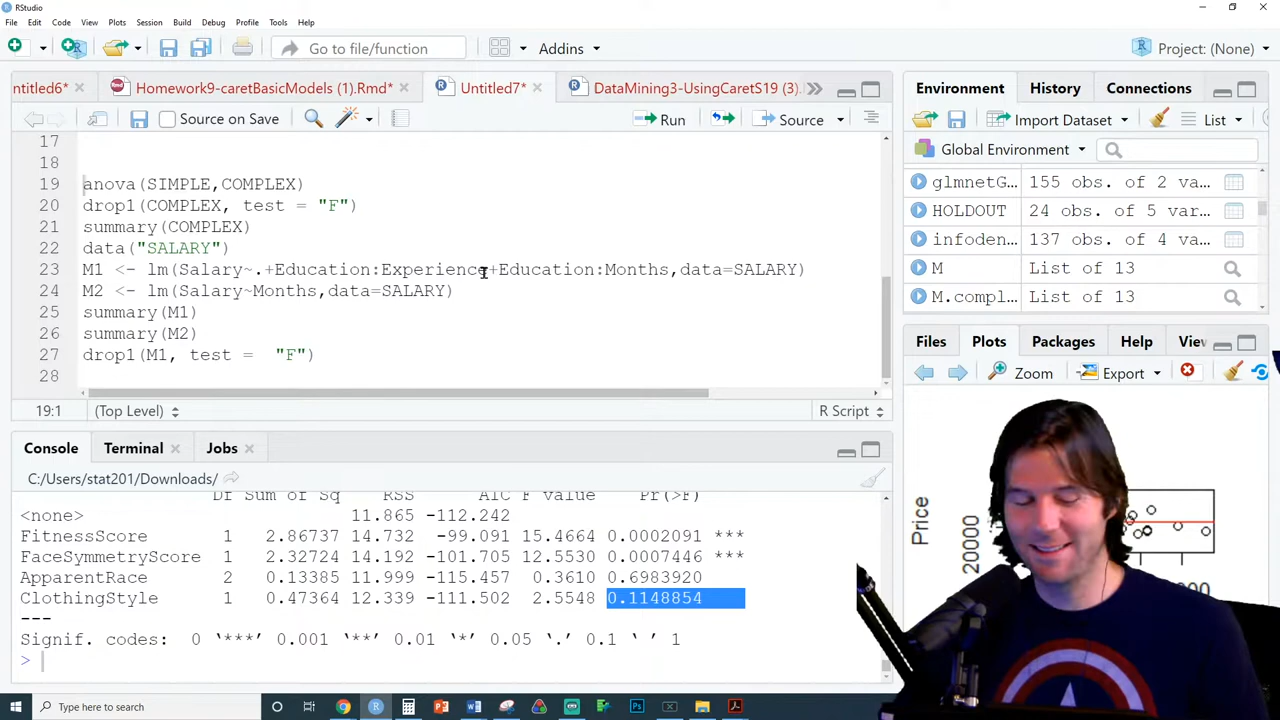 RStudio
File Edit Code View Plots Session Build Debug Profile Tools Help
Go to file/function
Addins
Project: (None)
ntitled6*
Homework9-caretBasicModels (1).Rmd*
Untitled7*
DataMining3-UsingCaretS19 (3).
Source on Save
Run
Source
17
18
19 anova(SIMPLE,COMPLEX)
20 drop1(COMPLEX, test = "F")
21 summary(COMPLEX)
22 data("SALARY")
23 M1 <- lm(Salary~.+Education:Experience+Education:Months,data=SALARY)
24 M2 <- lm(Salary~Months,data=SALARY)
25 summary(M1)
26 summary(M2)
27 drop1(M1, test =  "F")
28
19:1 (Top Level) R Script
Console Terminal Jobs
C:/Users/stat201/Downloads/
Df Sum of Sq RSS AIC F value Pr(>F)
<none> 11.865 -112.242
FitnessScore 1 2.86737 14.732 -99.091 15.4664 0.0002091 ***
FaceSymmetryScore 1 2.32724 14.192 -101.705 12.5530 0.0007446 ***
ApparentRace 2 0.13385 11.999 -115.457 0.3610 0.6983920
ClothingStyle 1 0.47364 12.339 -111.502 2.5548 0.1148854
---
Signif. codes: 0 ‘***’ 0.001 ‘**’ 0.01 ‘*’ 0.05 ‘.’ 0.1 ‘ ’ 1
>
Environment History Connections
Import Dataset List
Global Environment
glmnetG... 155 obs. of 2 va...
HOLDOUT 24 obs. of 5 var...
infoden... 137 obs. of 4 va...
M List of 13
M.compl... List of 13
Files Plots Packages Help Viev
Zoom Export
Price
20000
Type here to search